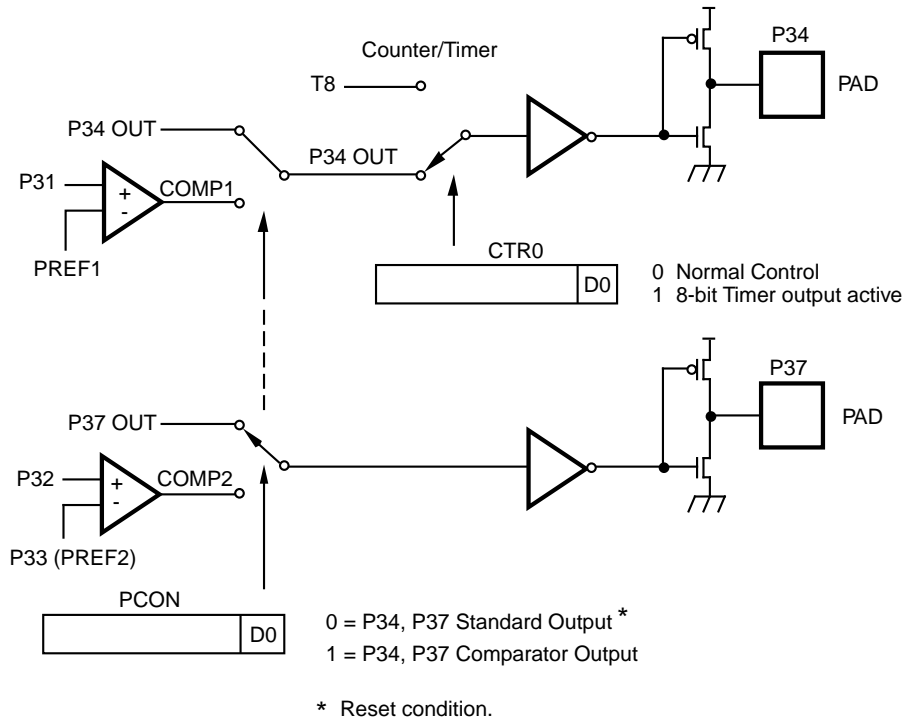 Counter/Timer
T8
P34
PAD
P34 OUT
P34 OUT
P31
+
-
COMP1
PREF1
CTR0
D0
0 Normal Control
1 8-bit Timer output active
P37
PAD
P37 OUT
P32
+
-
COMP2
P33 (PREF2)
PCON
D0
0 = P34, P37 Standard Output *
1 = P34, P37 Comparator Output
* Reset condition.